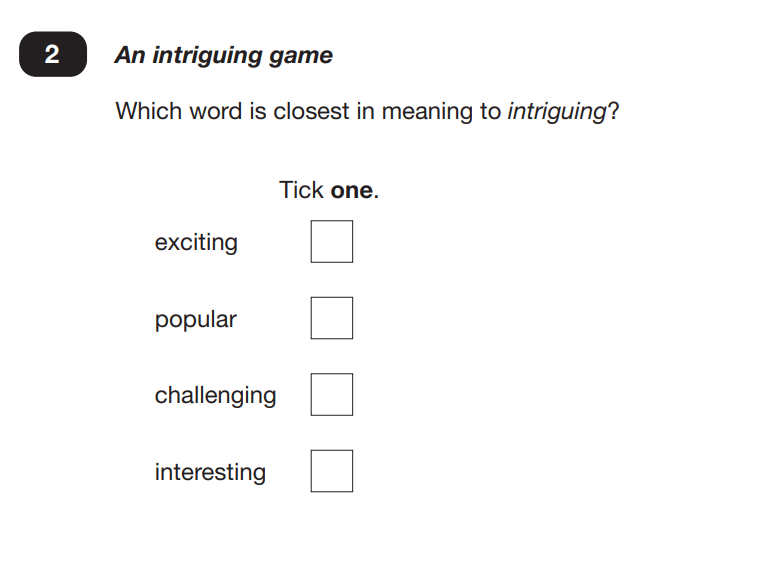 2 An intriguing game
Which word is closest in meaning to intriguing?
Tick one.
exciting
popular
challenging
interesting